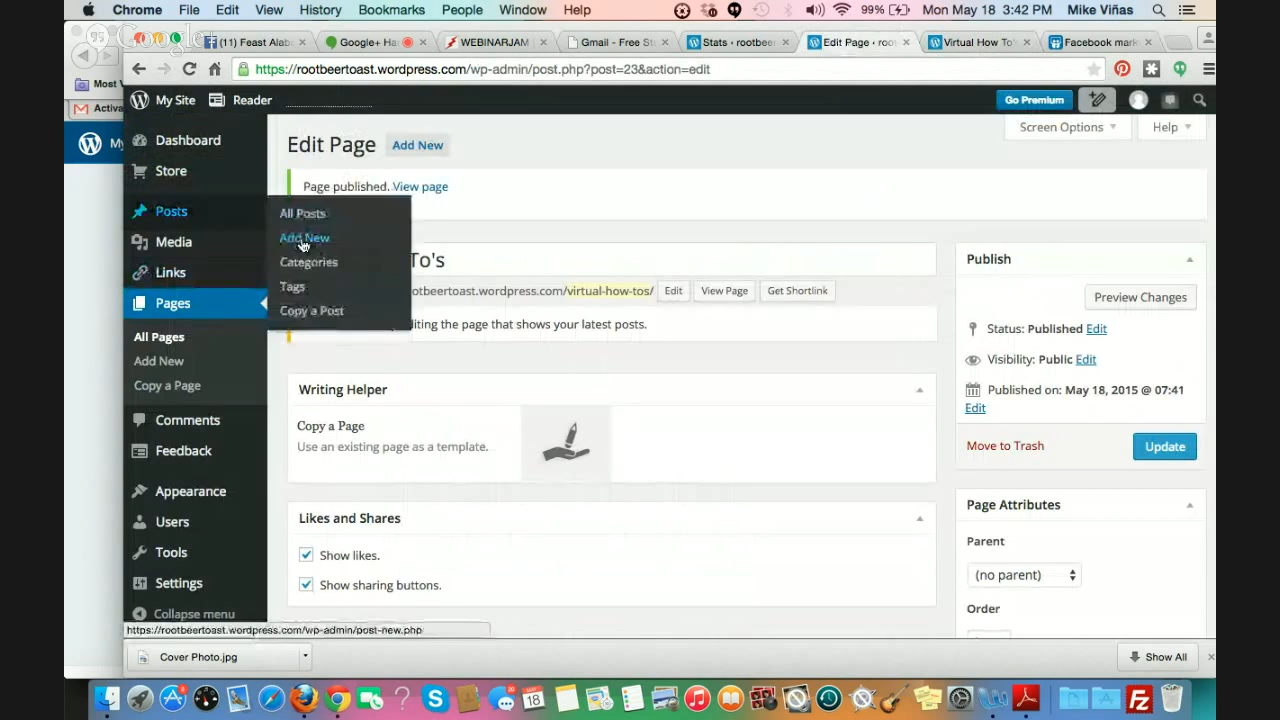 Chrome File Edit View History Bookmarks People Window Help 99% Mon May 18 3:42 PM Mike Viñas
Google+
(11) Feast Alab Google+ Ha WEBINARJAM Gmail - Free St Stats ‹ rootbeer Edit Page Virtual How To' Facebook mark
https://rootbeertoast.wordpress.com/wp-admin/post.php?post=23&action=edit
Most V
Activa
My Site Reader Go Premium
My
Screen Options Help
Dashboard
Store
Posts
Media
Links
Pages
All Pages
Add New
Copy a Page
Comments
Feedback
Appearance
Users
Tools
Settings
Collapse menu
All Posts
Add New
Categories
Tags
Copy a Post
Edit Page Add New
Page published. View page
To's
otbeertoast.wordpress.com/virtual-how-tos/ Edit View Page Get Shortlink
diting the page that shows your latest posts.
Writing Helper
Copy a Page
Use an existing page as a template.
Likes and Shares
Show likes.
Show sharing buttons.
Publish
Preview Changes
Status: Published Edit
Visibility: Public Edit
Published on: May 18, 2015 @ 07:41
Edit
Move to Trash Update
Page Attributes
Parent
(no parent)
Order
https://rootbeertoast.wordpress.com/wp-admin/post-new.php
Cover Photo.jpg Show All
18